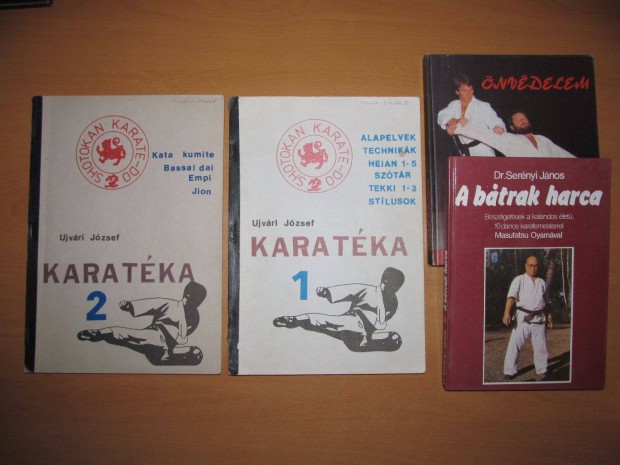 SHOTOKAN KARATE-DO
Kata kumite
Bassai dai
Empi
Jion
Ujvári József
KARATÉKA
2
SHOTOKAN KARATE-DO
ALAPELVEK
TECHNIKÁK
HEIAN 1-5
SZÓTÁR
TEKKI 1-3
STÍLUSOK
Ujvári József
KARATÉKA
1
ÖNVÉDELEM
Dr. Serényi János
A bátrak harca
Beszélgetések a kalandos életű,
10 danos karatemesterrel
Masutatsu Oyamával